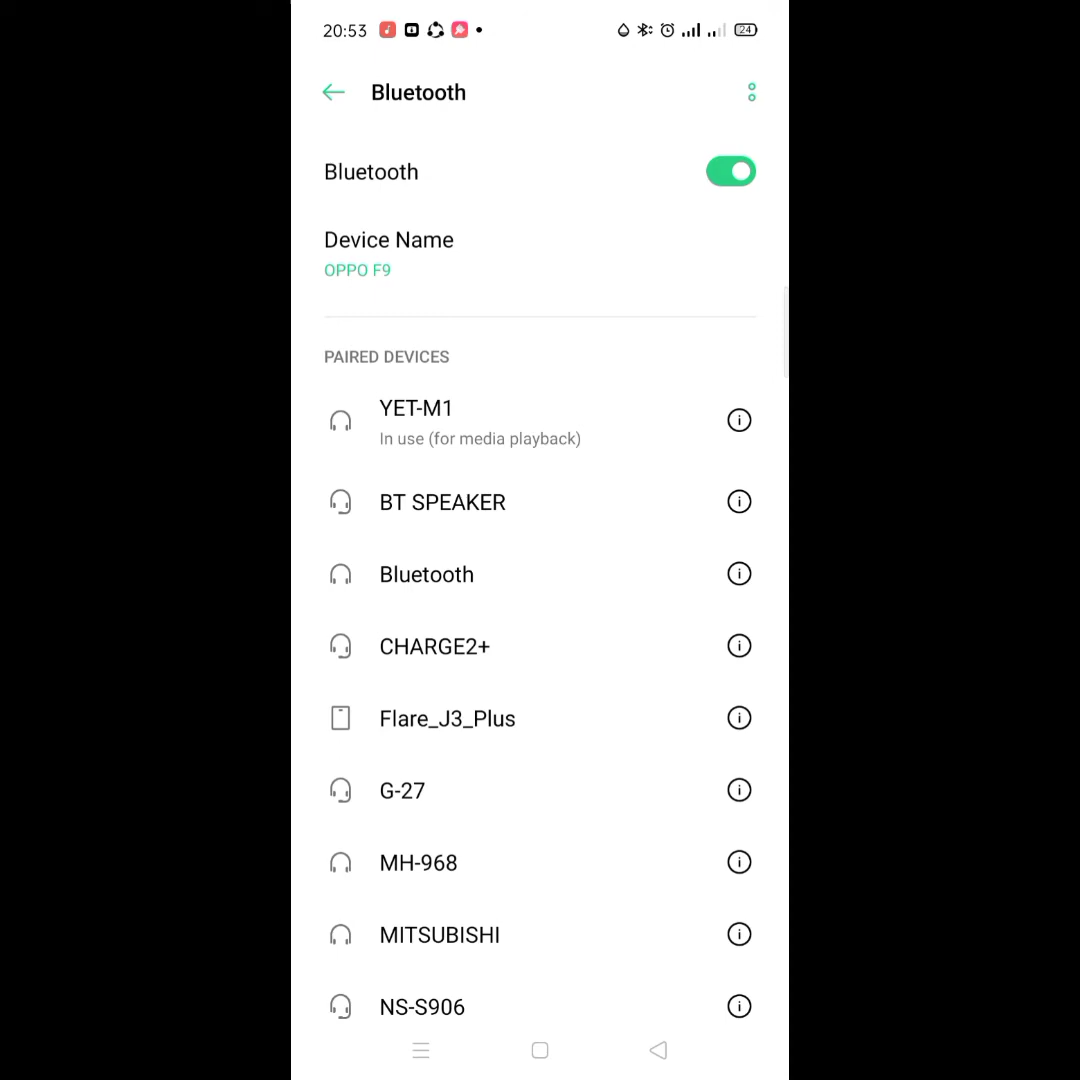 20:53
24
Bluetooth
Bluetooth
Device Name
OPPO F9
PAIRED DEVICES
YET-M1
In use (for media playback)
BT SPEAKER
Bluetooth
CHARGE2+
Flare_J3_Plus
G-27
MH-968
MITSUBISHI
NS-S906